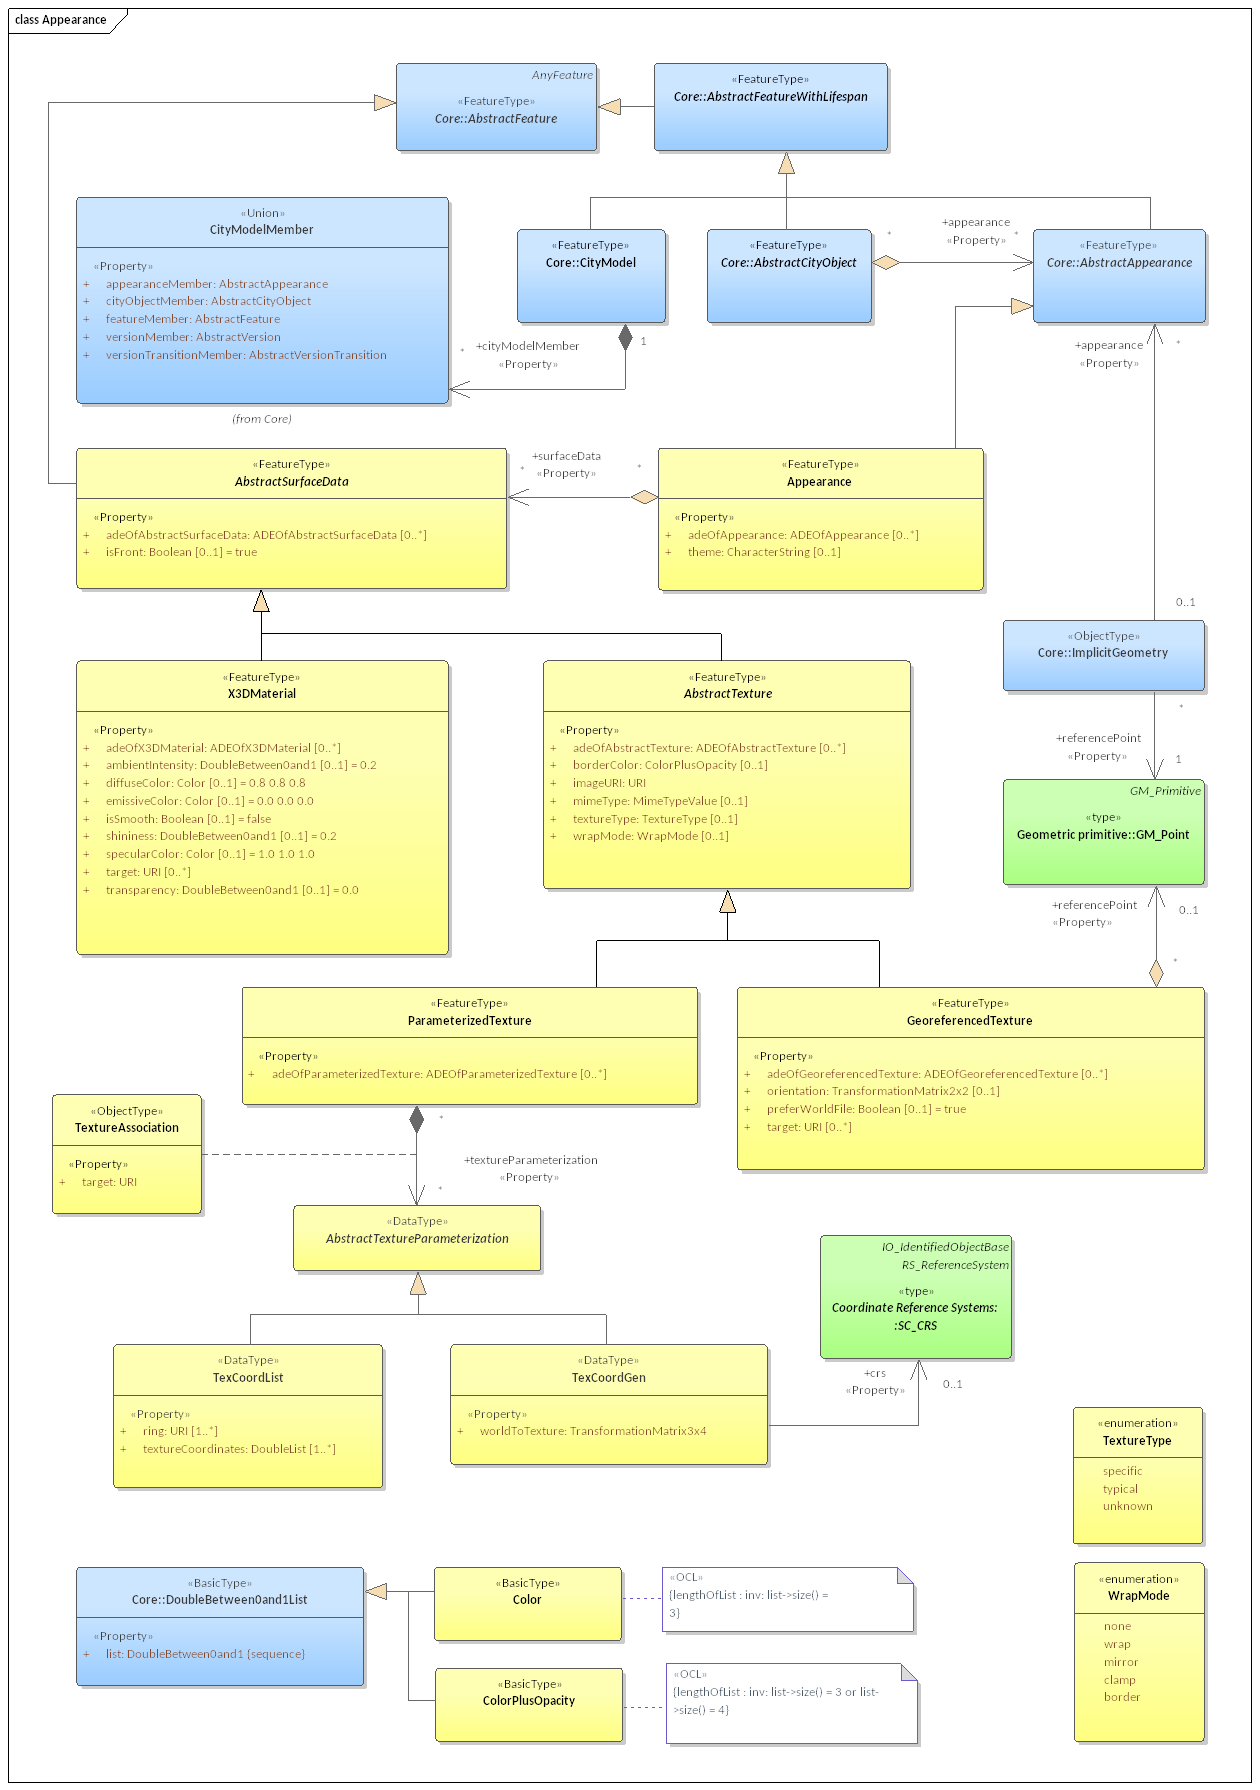 class Appearance
AnyFeature
«FeatureType»
Core::AbstractFeature
«FeatureType»
Core::AbstractFeatureWithLifespan
«Union»
CityModelMember
«Property»
+ appearanceMember: AbstractAppearance
+ cityObjectMember: AbstractCityObject
+ featureMember: AbstractFeature
+ versionMember: AbstractVersion
+ versionTransitionMember: AbstractVersionTransition
(from Core)
«FeatureType»
Core::CityModel
«FeatureType»
Core::AbstractCityObject
*
+appearance
«Property»
*
«FeatureType»
Core::AbstractAppearance
*
+cityModelMember
«Property»
1
+appearance
«Property»
*
«FeatureType»
AbstractSurfaceData
«Property»
+ adeOfAbstractSurfaceData: ADEOfAbstractSurfaceData [0..*]
+ isFront: Boolean [0..1] = true
+surfaceData
*
«Property»
*
«FeatureType»
Appearance
«Property»
+ adeOfAppearance: ADEOfAppearance [0..*]
+ theme: CharacterString [0..1]
0..1
«ObjectType»
Core::ImplicitGeometry
*
+referencePoint
«Property»
1
«FeatureType»
X3DMaterial
«Property»
+ adeOfX3DMaterial: ADEOfX3DMaterial [0..*]
+ ambientIntensity: DoubleBetween0and1 [0..1] = 0.2
+ diffuseColor: Color [0..1] = 0.8 0.8 0.8
+ emissiveColor: Color [0..1] = 0.0 0.0 0.0
+ isSmooth: Boolean [0..1] = false
+ shininess: DoubleBetween0and1 [0..1] = 0.2
+ specularColor: Color [0..1] = 1.0 1.0 1.0
+ target: URI [0..*]
+ transparency: DoubleBetween0and1 [0..1] = 0.0
«FeatureType»
AbstractTexture
«Property»
+ adeOfAbstractTexture: ADEOfAbstractTexture [0..*]
+ borderColor: ColorPlusOpacity [0..1]
+ imageURI: URI
+ mimeType: MimeTypeValue [0..1]
+ textureType: TextureType [0..1]
+ wrapMode: WrapMode [0..1]
GM_Primitive
«type»
Geometric primitive::GM_Point
+referencePoint
«Property»
0..1
*
«FeatureType»
ParameterizedTexture
«Property»
+ adeOfParameterizedTexture: ADEOfParameterizedTexture [0..*]
«FeatureType»
GeoreferencedTexture
«Property»
+ adeOfGeoreferencedTexture: ADEOfGeoreferencedTexture [0..*]
+ orientation: TransformationMatrix2x2 [0..1]
+ preferWorldFile: Boolean [0..1] = true
+ target: URI [0..*]
«ObjectType»
TextureAssociation
«Property»
+ target: URI
*
+textureParameterization
«Property»
*
«DataType»
AbstractTextureParameterization
IO_IdentifiedObjectBase
RS_ReferenceSystem
«type»
Coordinate Reference Systems:
:SC_CRS
+crs
«Property»
0..1
«DataType»
TexCoordList
«Property»
+ ring: URI [1..*]
+ textureCoordinates: DoubleList [1..*]
«DataType»
TexCoordGen
«Property»
+ worldToTexture: TransformationMatrix3x4
«enumeration»
TextureType
specific
typical
unknown
«BasicType»
Core::DoubleBetween0and1List
«Property»
+ list: DoubleBetween0and1 {sequence}
«BasicType»
Color
«OCL»
{lengthOfList : inv: list->size() =
3}
«BasicType»
ColorPlusOpacity
«OCL»
{lengthOfList : inv: list->size() = 3 or list-
>size() = 4}
«enumeration»
WrapMode
none
wrap
mirror
clamp
border